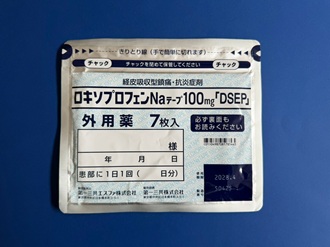 きりとり線（手で簡単に切れます）
チャック チャックを閉めて保管してください チャック
経皮吸収型鎮痛・抗炎症剤
ロキソプロフェンNaテープ100mg「DSEP」
外用薬 7枚入
必ず裏面も
お読みください
様
年 月 日
患部に1日1回（ 日分）
第一三共エスファ株式会社 第一三共株式会社
2028.4